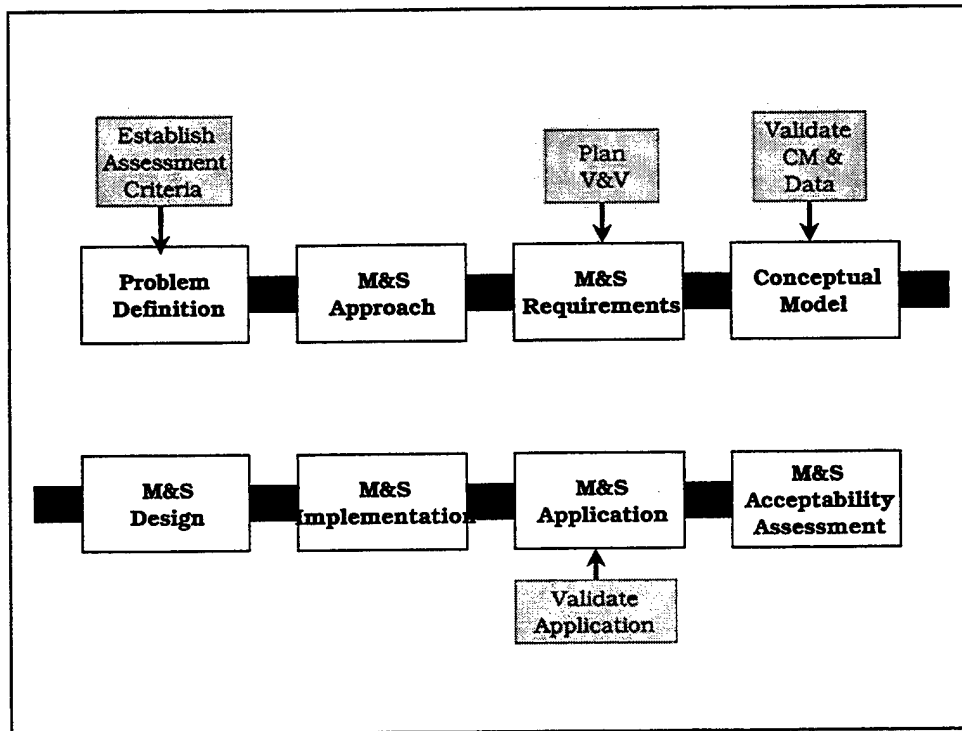 Establish
Assessment
Criteria
Plan
V&V
Validate
CM &
Data
Problem
Definition
M&S
Approach
M&S
Requirements
Conceptual
Model
M&S
Design
M&S
Implementation
M&S
Application
M&S
Acceptability
Assessment
Validate
Application